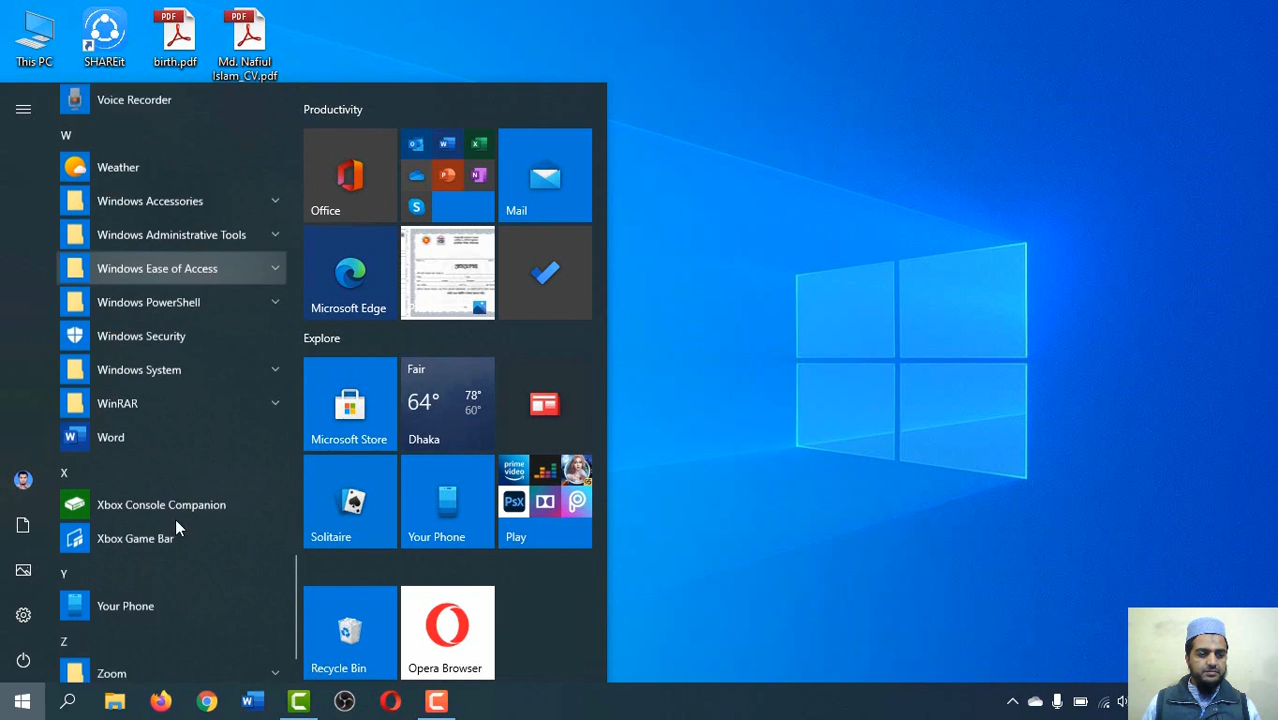 This PC
SHAREit
birth.pdf
Md. Nafiul
Islam_CV.pdf
Voice Recorder
W
Weather
Windows Accessories
Windows Administrative Tools
Windows Ease of Access
Windows PowerShell
Windows Security
Windows System
WinRAR
Word
X
Xbox Console Companion
Xbox Game Bar
Y
Your Phone
Z
Zoom
Productivity
Office
Mail
Microsoft Edge
Explore
Microsoft Store
Fair
64°
78°
60°
Dhaka
Solitaire
Your Phone
prime video
PsX
Play
Recycle Bin
Opera Browser